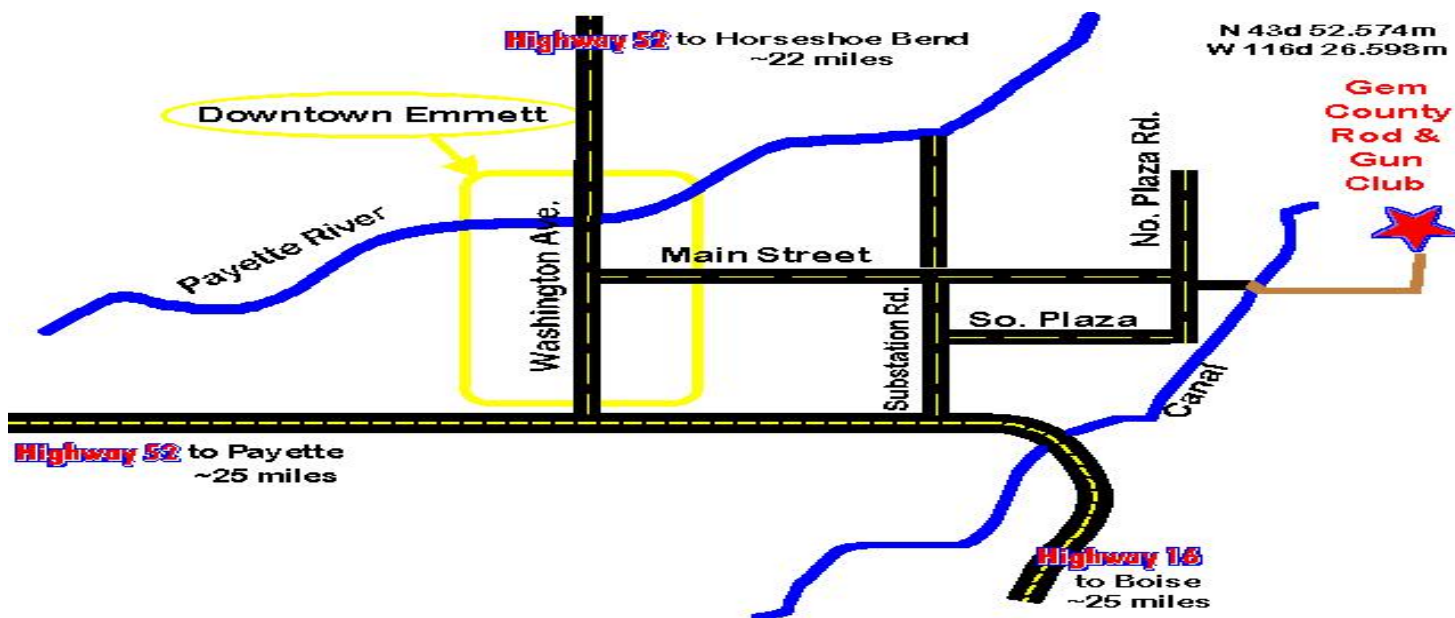 Highway 52 to Horseshoe Bend
~22 miles
N 43d 52.574m
W 116d 26.598m
Gem
County
Rod &
Gun
Club
Downtown Emmett
No. Plaza Rd.
Payette River
Washington Ave.
Main Street
Substation Rd.
So. Plaza
Canal
Highway 52 to Payette
~25 miles
Highway 16
to Boise
~25 miles